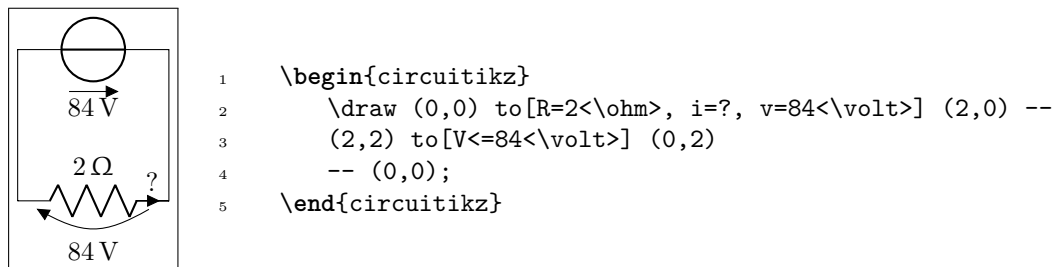 84 V
2 Ω
?
84 V
1 \begin{circuitikz}
2 \draw (0,0) to[R=2<\ohm>, i=?, v=84<\volt>] (2,0) --
3 (2,2) to[V<=84<\volt>] (0,2)
4 -- (0,0);
5 \end{circuitikz}